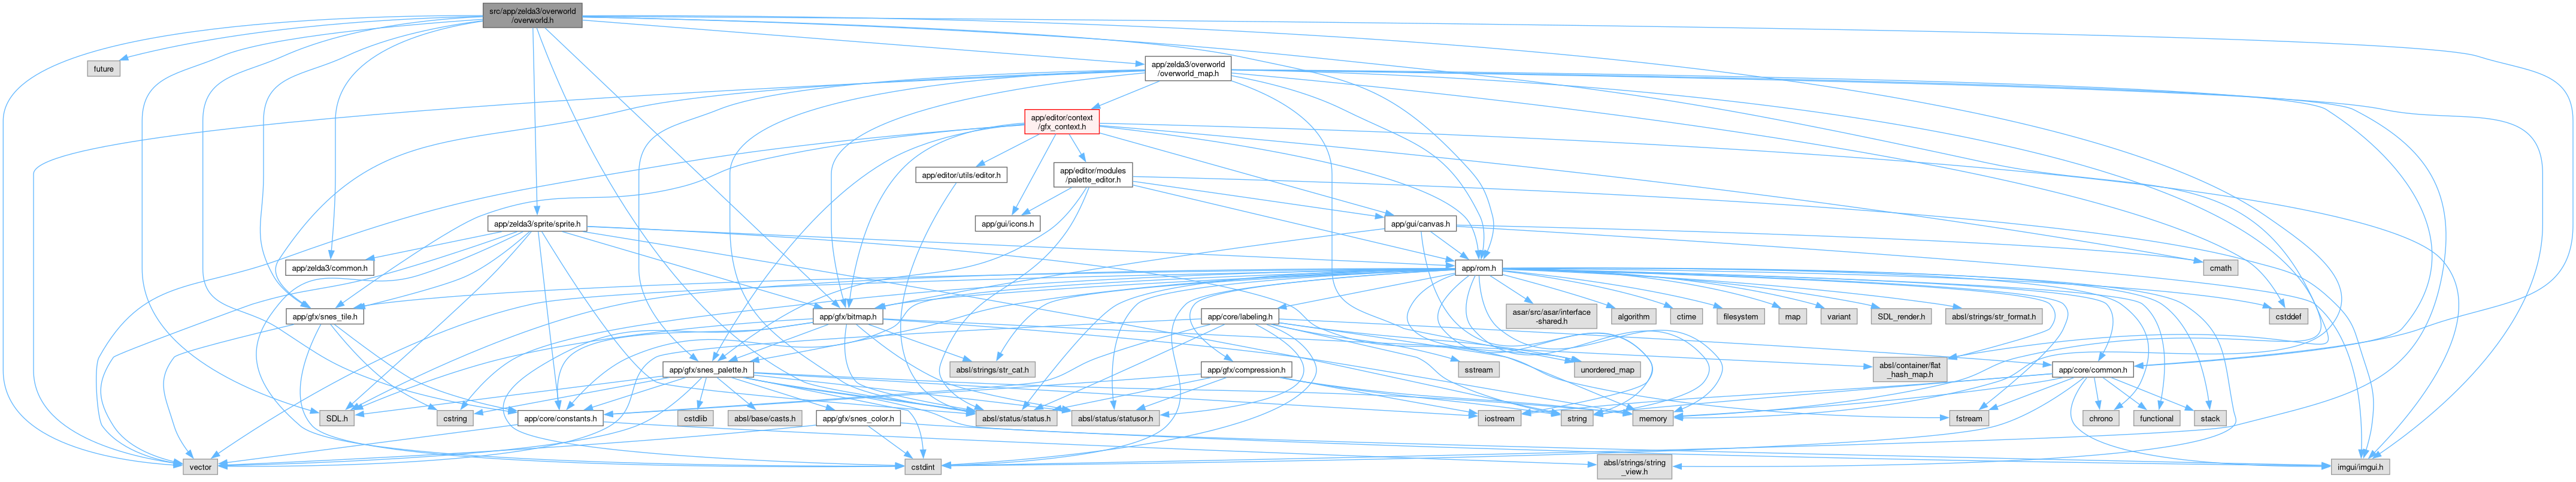 src/app/zelda3/overworld
/overworld.h
future
app/zelda3/overworld
/overworld_map.h
app/editor/context
/gfx_context.h
app/editor/utils/editor.h
app/editor/modules
/palette_editor.h
app/zelda3/sprite/sprite.h
app/gui/icons.h
app/gui/canvas.h
app/zelda3/common.h
app/rom.h
cmath
app/gfx/snes_tile.h
app/gfx/bitmap.h
app/core/labeling.h
asar/src/asar/interface
-shared.h
algorithm
ctime
filesystem
map
variant
SDL_render.h
absl/strings/str_format.h
cstddef
app/gfx/snes_palette.h
absl/strings/str_cat.h
app/gfx/compression.h
sstream
unordered_map
absl/container/flat
_hash_map.h
app/core/common.h
SDL.h
cstring
app/core/constants.h
cstdlib
absl/base/casts.h
app/gfx/snes_color.h
absl/status/status.h
absl/status/statusor.h
iostream
string
memory
fstream
chrono
functional
stack
vector
cstdint
absl/strings/string
_view.h
imgui/imgui.h